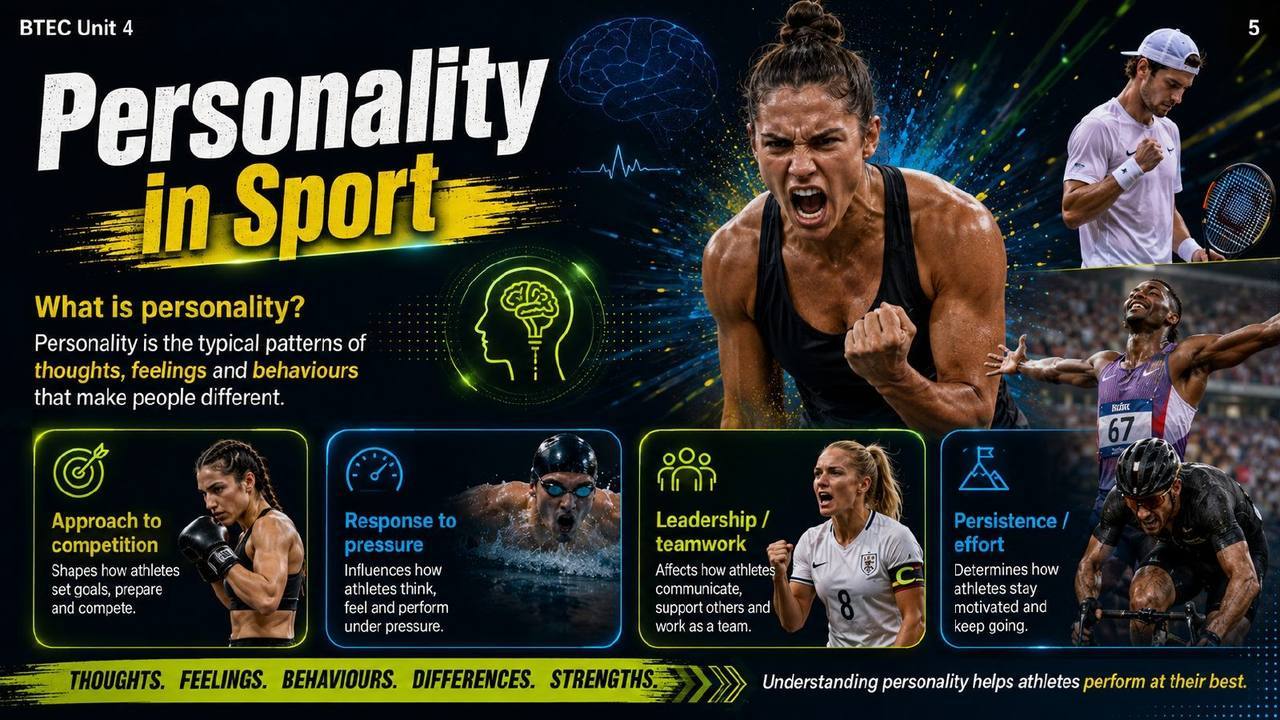 BTEC Unit 4
5
Personality
in Sport
What is personality?
Personality is the typical patterns of
thoughts, feelings and behaviours
that make people different.
67
Approach to
competition
Shapes how athletes
set goals, prepare
and compete.
Response to
pressure
Influences how
athletes think,
feel and perform
under pressure.
Leadership /
teamwork
Affects how athletes
communicate,
support others and
work as a team.
8
C
Persistence /
effort
Determines how
athletes stay
motivated and
keep going.
THOUGHTS. FEELINGS. BEHAVIOURS. DIFFERENCES. STRENGTHS.
Understanding personality helps athletes perform at their best.